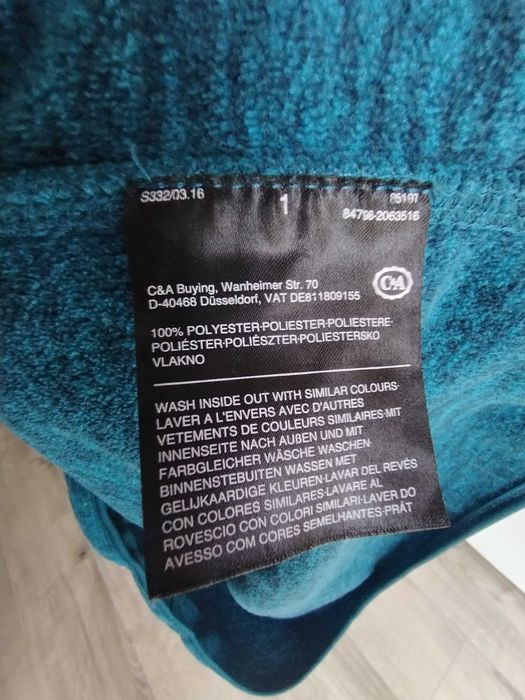 S332/03.16
1
85197
84798-2063516
C&A Buying, Wanheimer Str. 70
D-40468 Düsseldorf, VAT DE811809155
C&A
100% POLYESTER-POLIESTER-POLIESTERE-
POLIÉSTER-POLIÉSZTER-POLIESTERSKO
VLAKNO
WASH INSIDE OUT WITH SIMILAR COLOURS-
LAVER A L'ENVERS AVEC D'AUTRES
VETEMENTS DE COULEURS SIMILAIRES-MIT
INNENSEITE NACH AUßEN UND MIT
FARBGLEICHER WÄSCHE WASCHEN-
BINNENSTEBUITEN WASSEN MET
GELIJKAARDIGE KLEUREN-LAVAR DEL REVÉS
CON COLORES SIMILARES-LAVARE AL
ROVESCIO CON COLORI SIMILARI-LAVER DO
AVESSO COM CORES SEMELHANTES-PRÁT